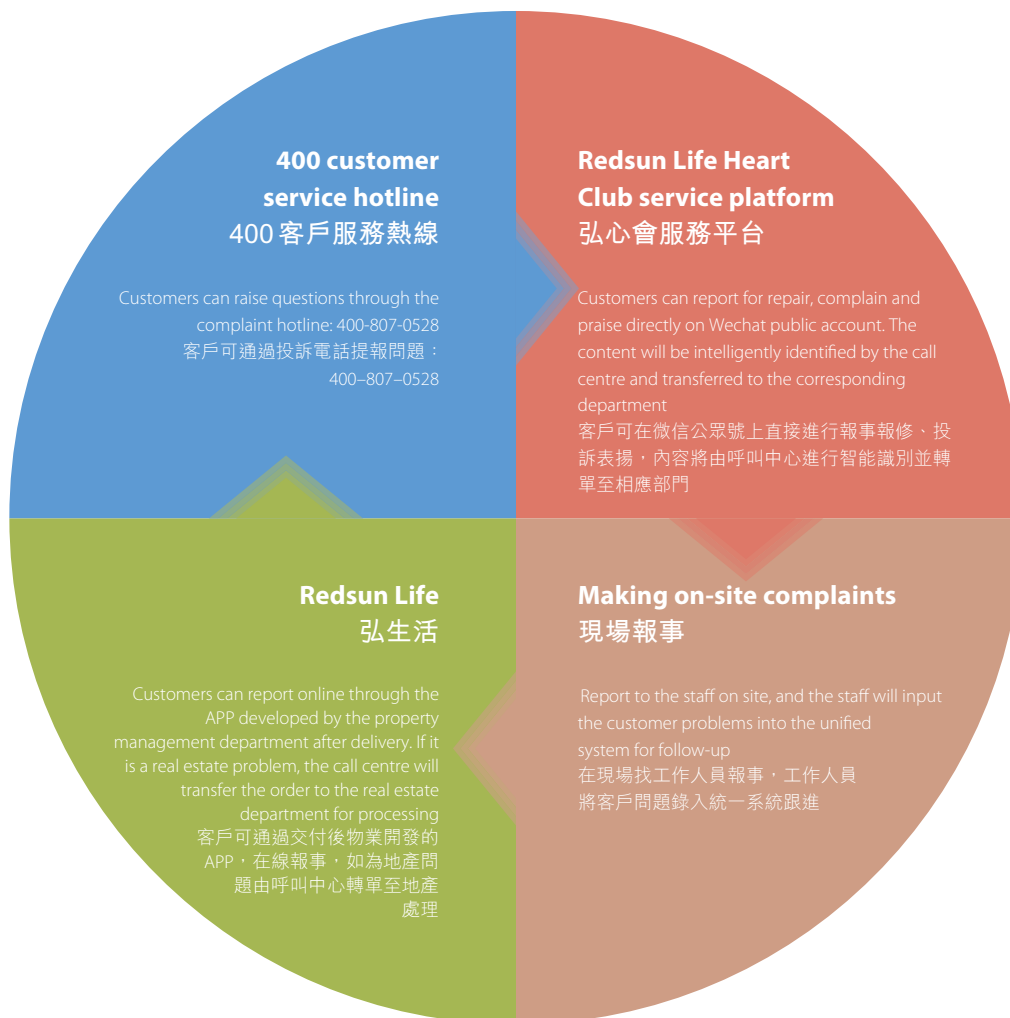 400 customer
service hotline
400 客戶服務熱線
Customers can raise questions through the
complaint hotline: 400-807-0528
客戶可通過投訴電話提報問題：
400–807–0528
Redsun Life Heart
Club service platform
弘心會服務平台
Customers can report for repair, complain and
praise directly on Wechat public account. The
content will be intelligently identified by the call
centre and transferred to the corresponding
department
客戶可在微信公眾號上直接進行報事報修、投
訴表揚，內容將由呼叫中心進行智能識別並轉
單至相應部門
Redsun Life
弘生活
Customers can report online through the
APP developed by the property
management department after delivery. If it
is a real estate problem, the call centre will
transfer the order to the real estate
department for processing
客戶可通過交付後物業開發的
APP，在線報事，如為地產問
題由呼叫中心轉單至地產
處理
Making on-site complaints
現場報事
Report to the staff on site, and the staff will input
the customer problems into the unified
system for follow-up
在現場找工作人員報事，工作人員
將客戶問題錄入統一系統跟進